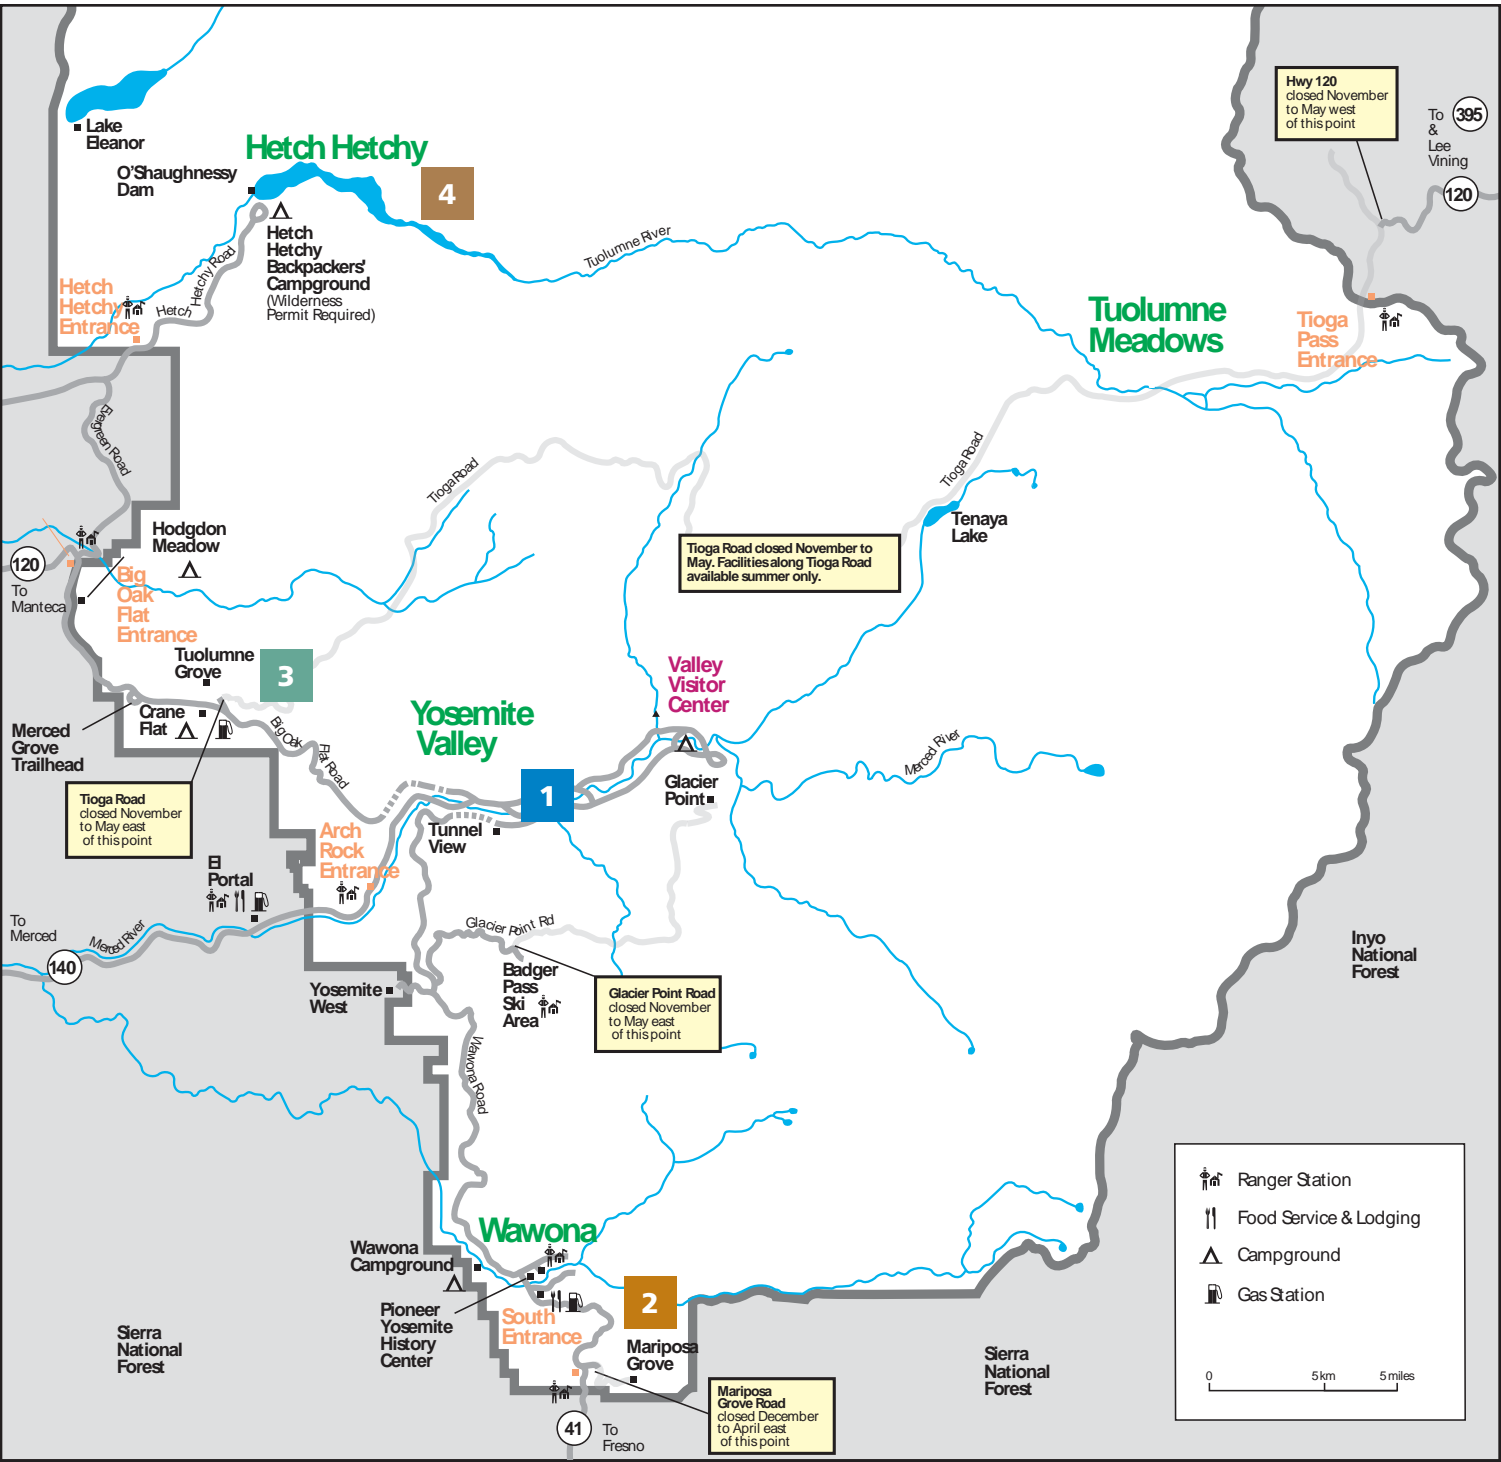 Hwy 120
closed November
to May west
of this point
To
&
Lee
Vining
395
120
Lake
Eleanor
Hetch Hetchy
O'Shaughnessy
Dam
4
Hetch
Hetchy
Backpackers'
Campground
(Wilderness
Permit Required)
Hetch Hetchy Road
Tuolumne River
Hetch
Hetchy
Entrance
Tuolumne
Meadows
Tioga
Pass
Entrance
Evergreen Road
Tioga Road
Tioga Road
Tenaya
Lake
Hodgdon
Meadow
120
To
Manteca
Big
Oak
Flat
Entrance
Tioga Road closed November to
May. Facilities along Tioga Road
available summer only.
Tuolumne
Grove
3
Valley
Visitor
Center
Crane
Flat
Merced
Grove
Trailhead
Big Oak Flat Road
Yosemite
Valley
Merced River
Glacier
Point
1
Tioga Road
closed November
to May east
of this point
Tunnel
View
Arch
Rock
Entrance
El
Portal
To
Merced
Merced River
140
Glacier Point Rd
Inyo
National
Forest
Yosemite
West
Badger
Pass
Ski
Area
Glacier Point Road
closed November
to May east
of this point
Wawona Road
Wawona
Wawona
Campground
2
Pioneer
Yosemite
History
Center
South
Entrance
Mariposa
Grove
Sierra
National
Forest
Sierra
National
Forest
Mariposa
Grove Road
closed December
to April east
of this point
41
To
Fresno
Ranger Station
Food Service & Lodging
Campground
Gas Station
0
5 km
5 miles